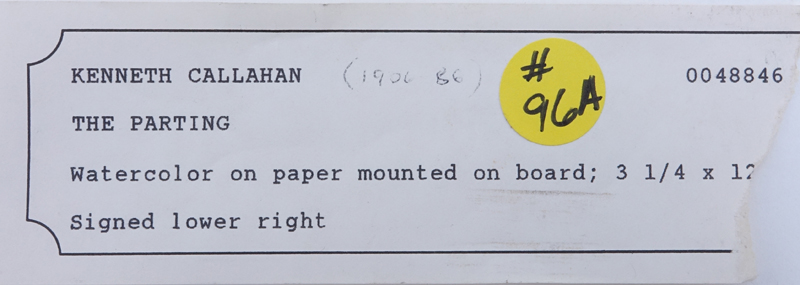 KENNETH CALLAHAN (1906 86) # 96A 0048846
THE PARTING
Watercolor on paper mounted on board; 3 1/4 x 12
Signed lower right